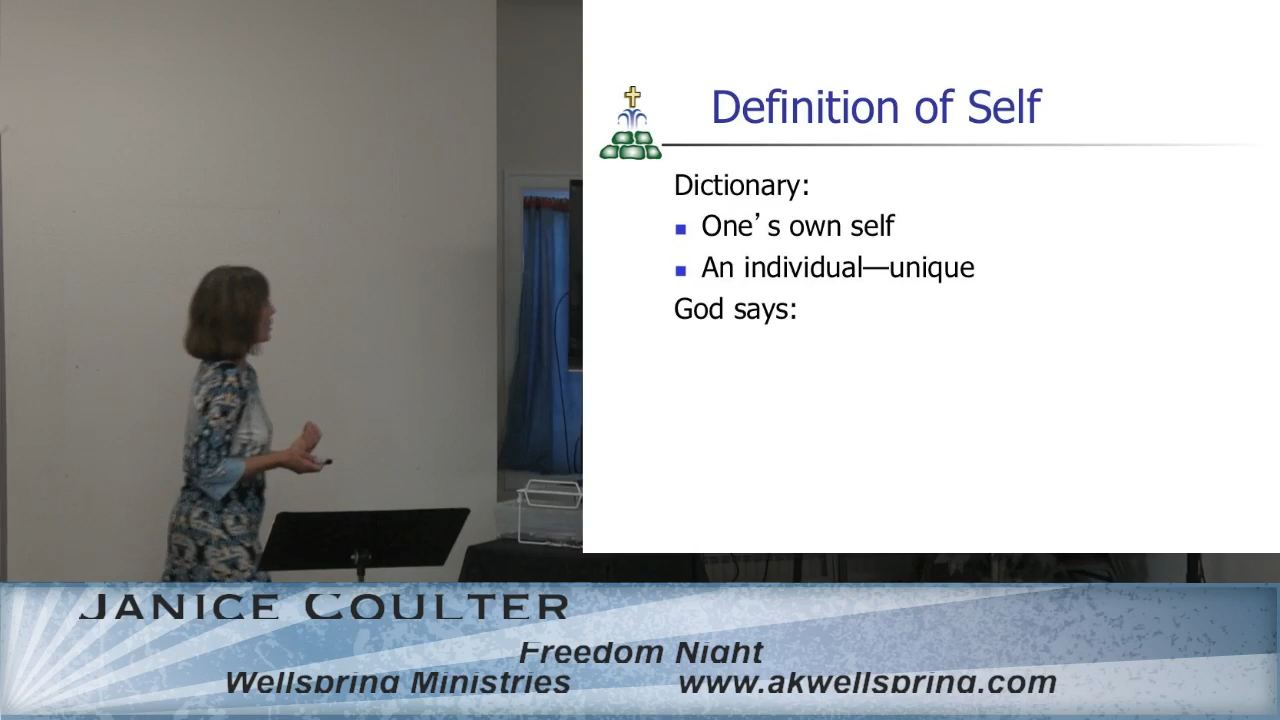 Definition of Self
Dictionary:
One’s own self
An individual—unique
God says:
JANICE COULTER
Freedom Night
Wellspring Ministries www.akwellspring.com